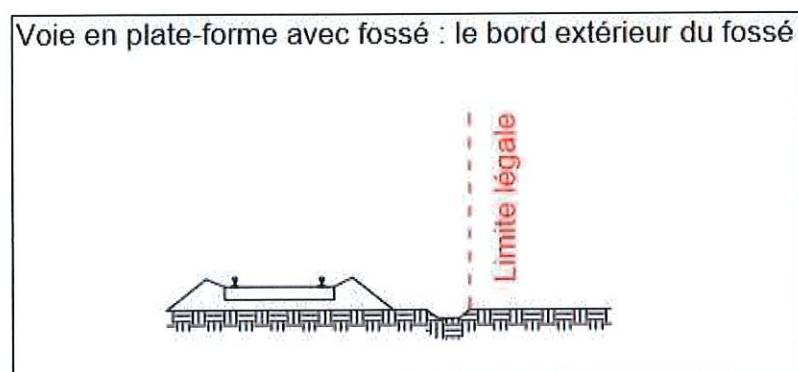 Voie en plate-forme avec fossé : le bord extérieur du fossé
Limite légale